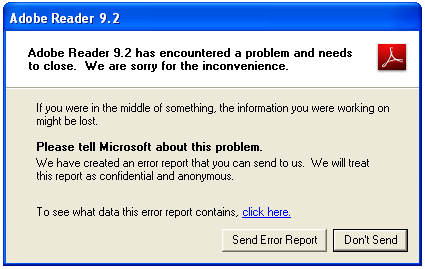 Adobe Reader 9.2
Adobe Reader 9.2 has encountered a problem and needs
to close.  We are sorry for the inconvenience.
If you were in the middle of something, the information you were working on
might be lost.
Please tell Microsoft about this problem.
We have created an error report that you can send to us.  We will treat
this report as confidential and anonymous.
To see what data this error report contains, click here.
Send Error Report Don't Send